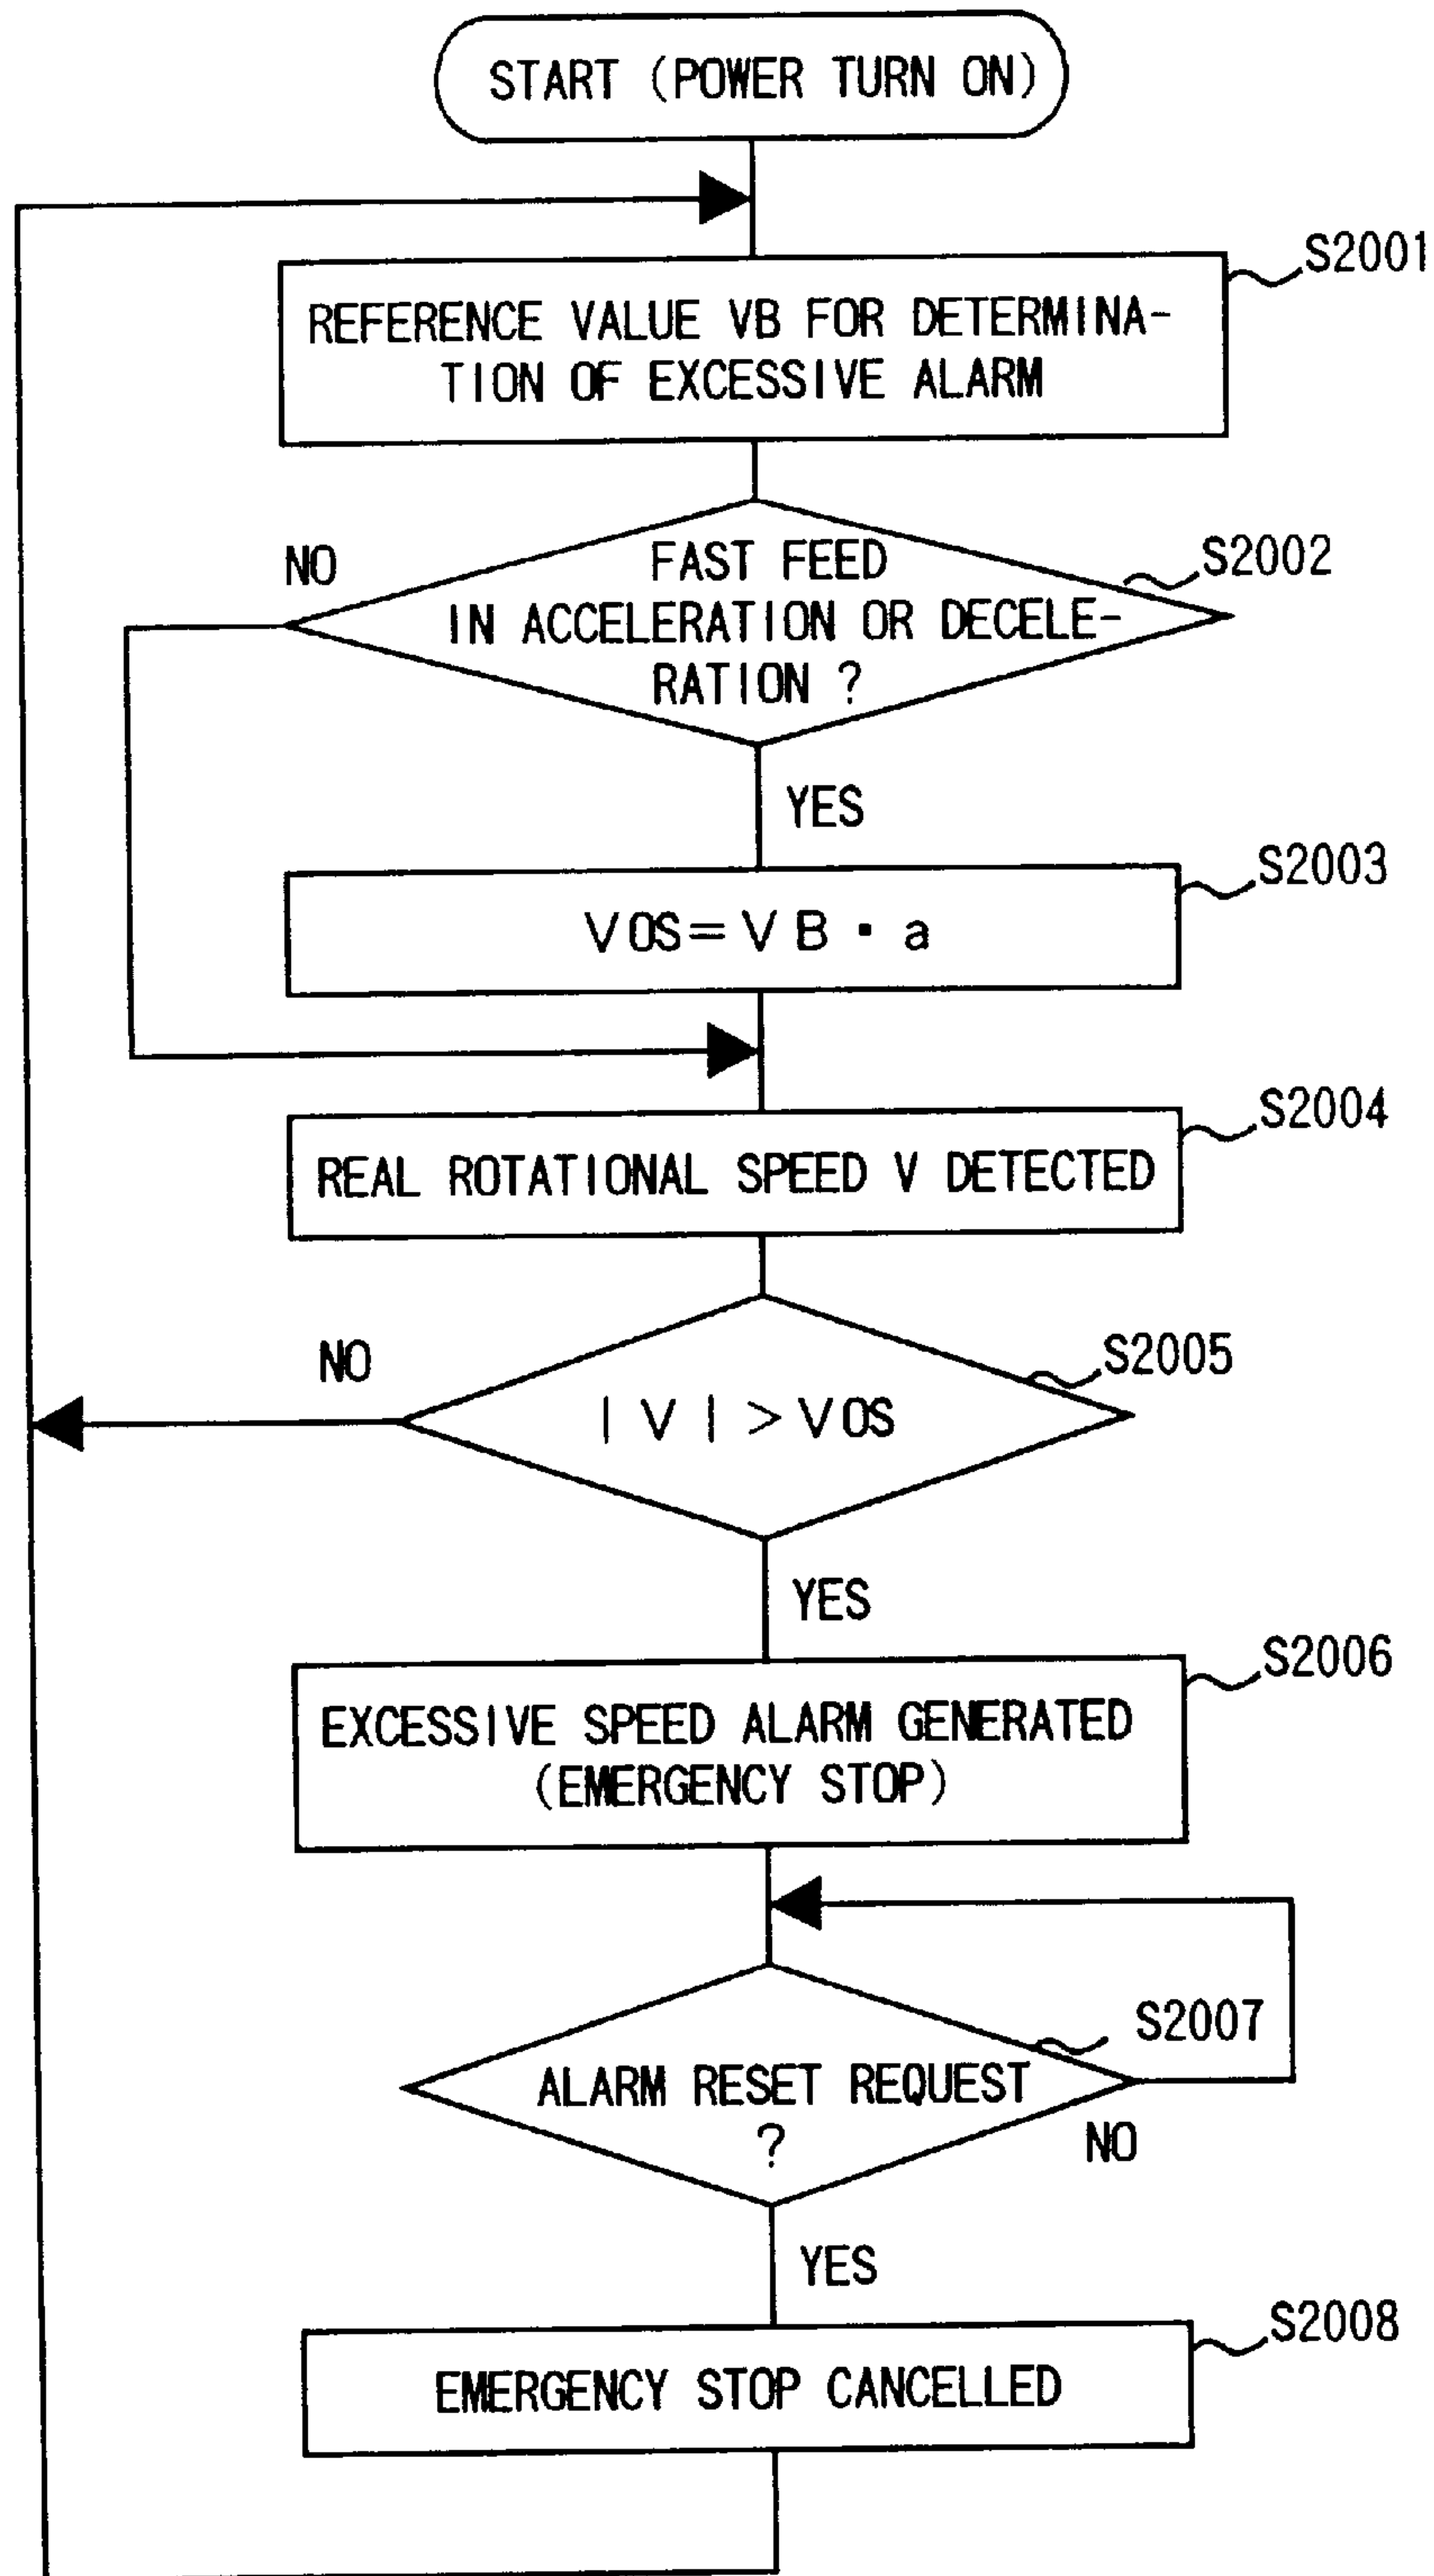 START (POWER TURN ON)
S2001
REFERENCE VALUE VB FOR DETERMINA-
TION OF EXCESSIVE ALARM
NO
FAST FEED
IN ACCELERATION OR DECELE-
RATION ?
S2002
YES
S2003
VOS=VB・a
S2004
REAL ROTATIONAL SPEED V DETECTED
NO
S2005
|V|>VOS
YES
S2006
EXCESSIVE SPEED ALARM GENERATED
(EMERGENCY STOP)
S2007
ALARM RESET REQUEST
?
NO
YES
S2008
EMERGENCY STOP CANCELLED